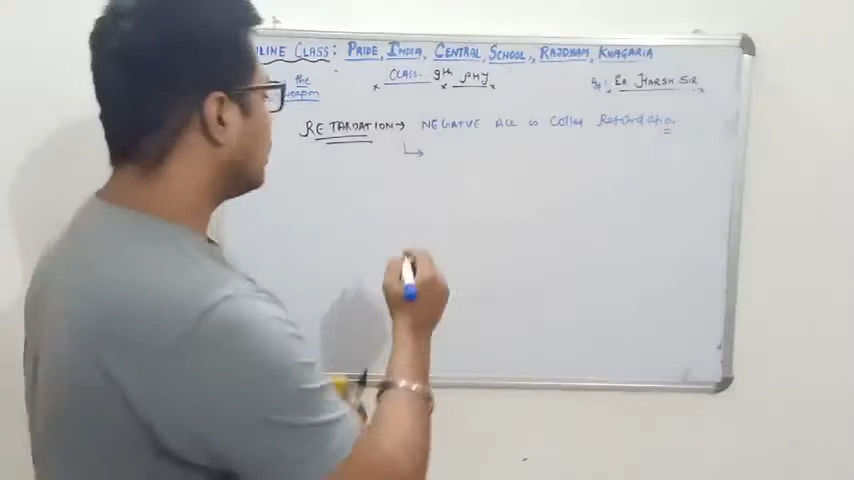 LINE CLASS: PRIDE, INDIA, CENTRAL, SCHOOL, RAJDHAM, KHAGARIA
the CLASS. 9th PHY By:- Er HARSH SIR
weapon
RETARDATION → NEGATIVE ACC is Called Retardation